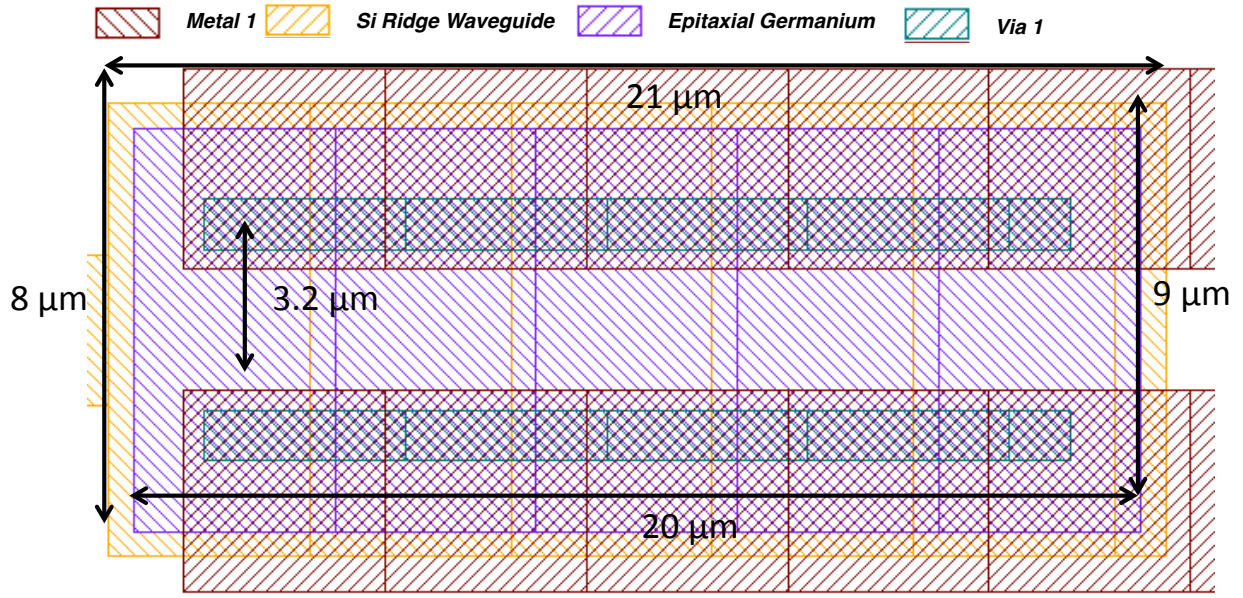 Metal 1 Si Ridge Waveguide Epitaxial Germanium Via 1
21 μm
8 μm
3.2 μm
9 μm
20 μm